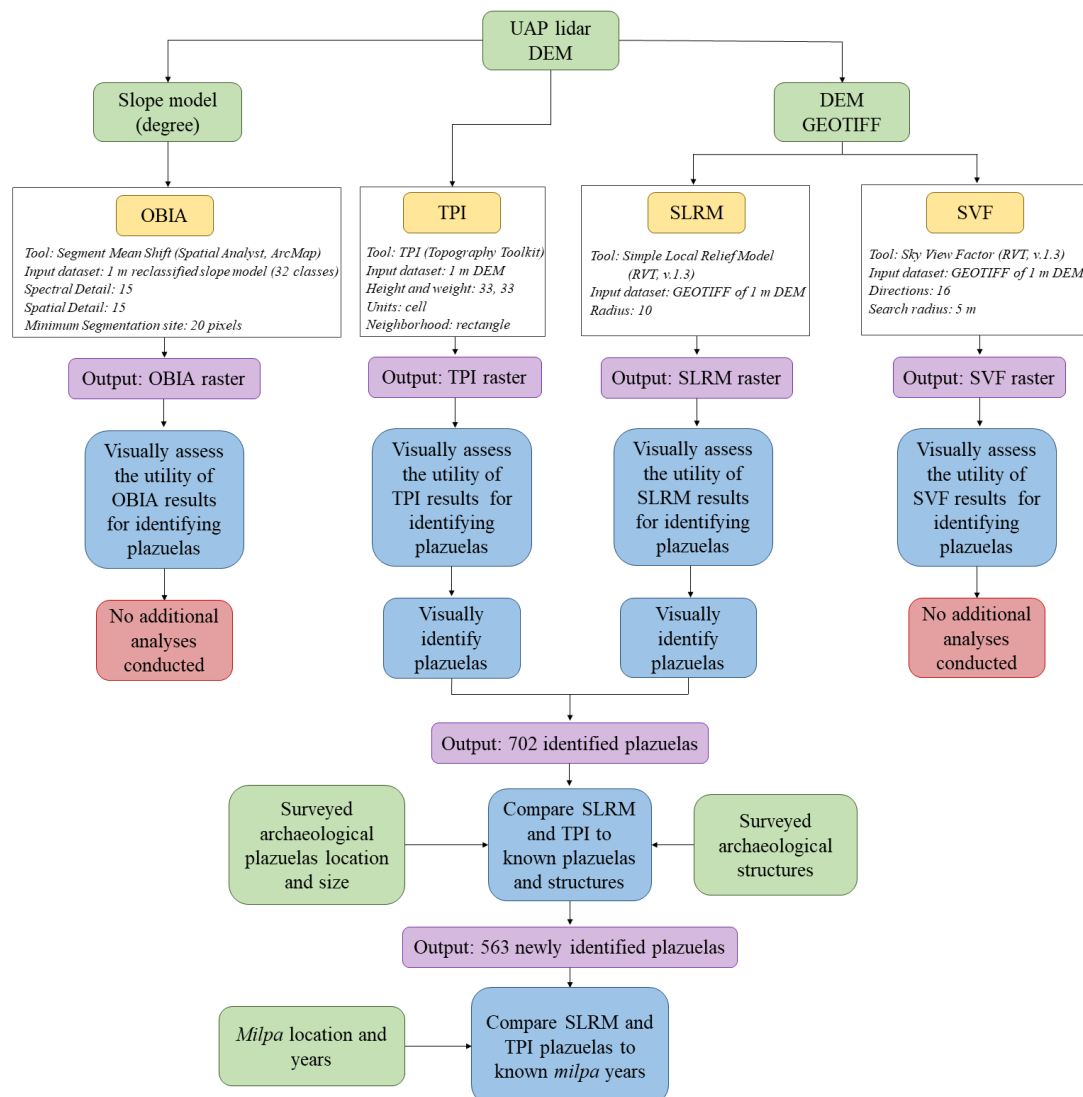 UAP lidar
DEM
Slope model
(degree)
DEM
GEOTIFF
OBIA
Tool: Segment Mean Shift (Spatial Analyst, ArcMap)
Input dataset: 1 m reclassified slope model (32 classes)
Spectral Detail: 15
Spatial Detail: 15
Minimum Segmentation site: 20 pixels
TPI
Tool: TPI (Topography Toolkit)
Input dataset: 1 m DEM
Height and weight: 33, 33
Units: cell
Neighborhood: rectangle
SLRM
Tool: Simple Local Relief Model
(RVT, v.1.3)
Input dataset: GEOTIFF of 1 m DEM
Radius: 10
SVF
Tool: Sky View Factor (RVT, v.1.3)
Input dataset: GEOTIFF of 1 m DEM
Directions: 16
Search radius: 5 m
Output: OBIA raster
Output: TPI raster
Output: SLRM raster
Output: SVF raster
Visually assess
the utility of
OBIA results
for identifying
plazuelas
Visually assess
the utility of
TPI results for
identifying
plazuelas
Visually assess
the utility of
SLRM results
for identifying
plazuelas
Visually assess
the utility of
SVF results for
identifying
plazuelas
No additional
analyses
conducted
Visually
identify
plazuelas
Visually
identify
plazuelas
No additional
analyses
conducted
Output: 702 identified plazuelas
Surveyed
archaeological
plazuelas location
and size
Compare SLRM
and TPI to
known plazuelas
and structures
Surveyed
archaeological
structures
Output: 563 newly identified plazuelas
Milpa location and
years
Compare SLRM and
TPI plazuelas to
known milpa years